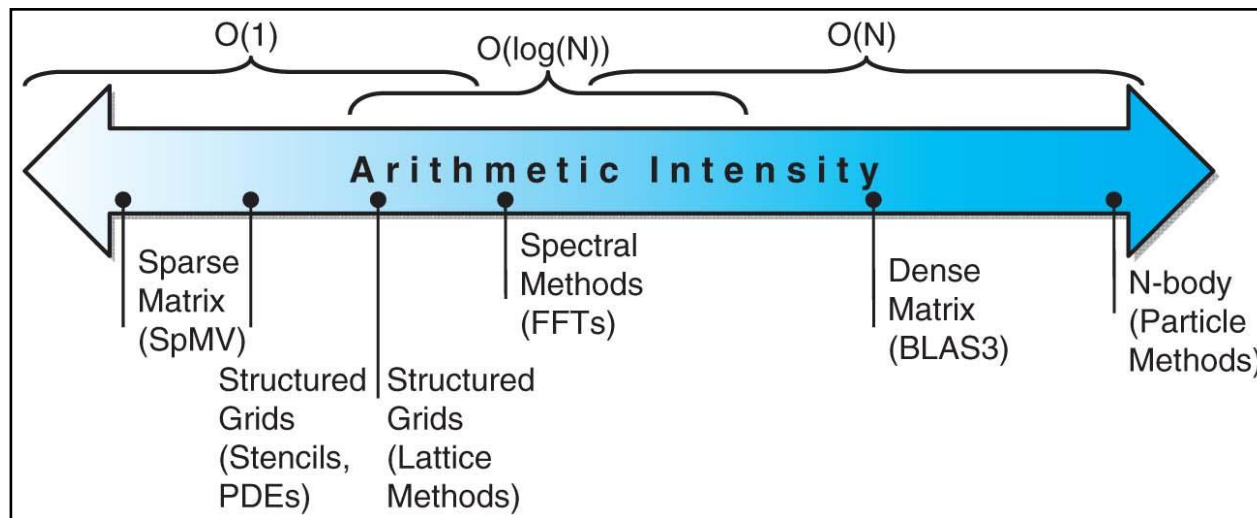 O(1)
O(log(N))
O(N)
Arithmetic Intensity
Sparse
Matrix
(SpMV)
Structured
Grids
(Stencils,
PDEs)
Structured
Grids
(Lattice
Methods)
Spectral
Methods
(FFTs)
Dense
Matrix
(BLAS3)
N-body
(Particle
Methods)